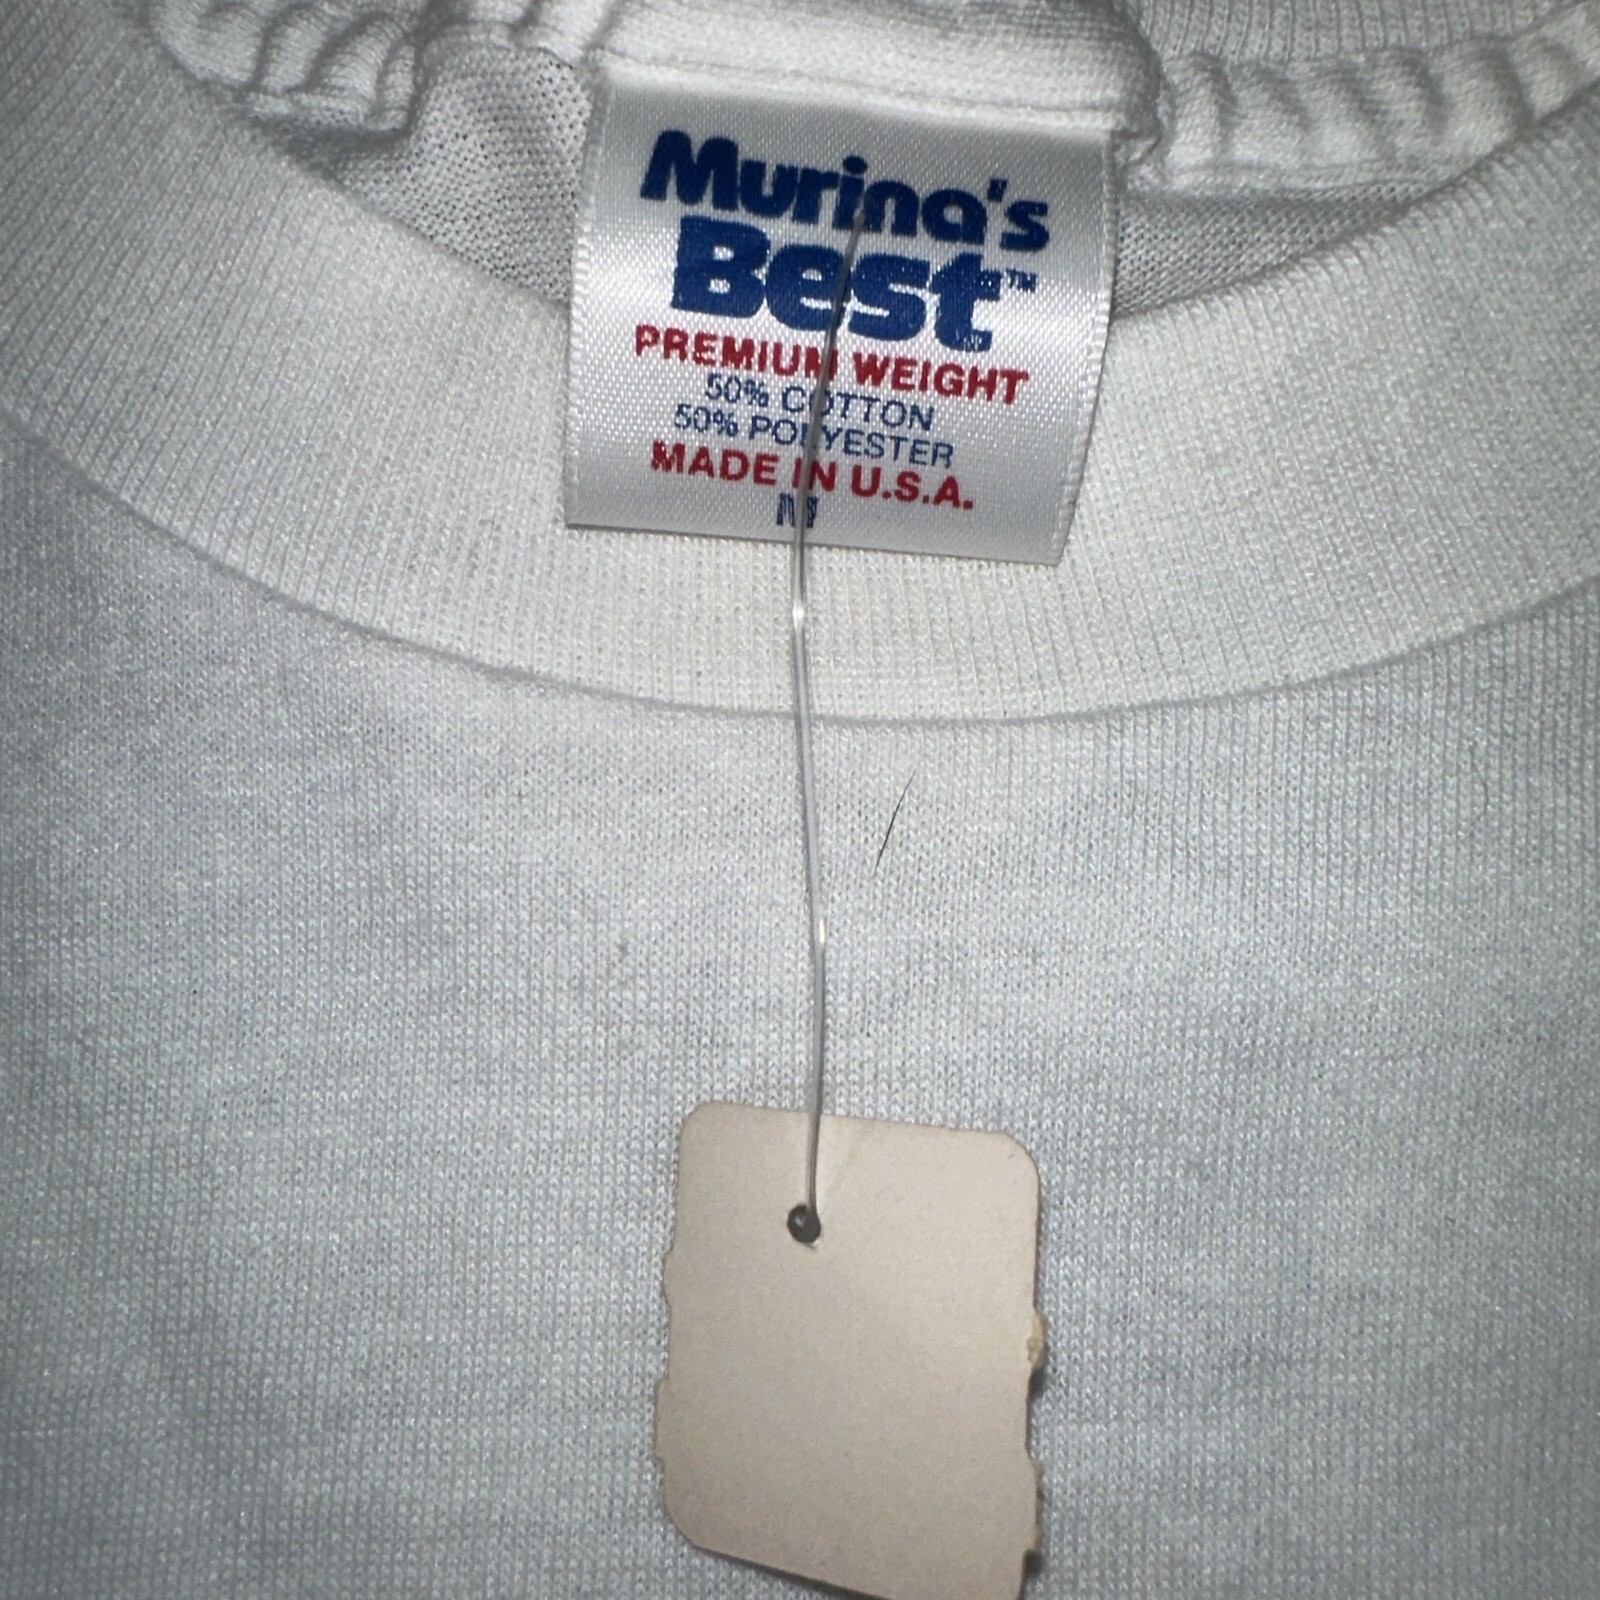 Murina's
Best™
PREMIUM WEIGHT
50% COTTON
50% POLYESTER
MADE IN U.S.A.
M